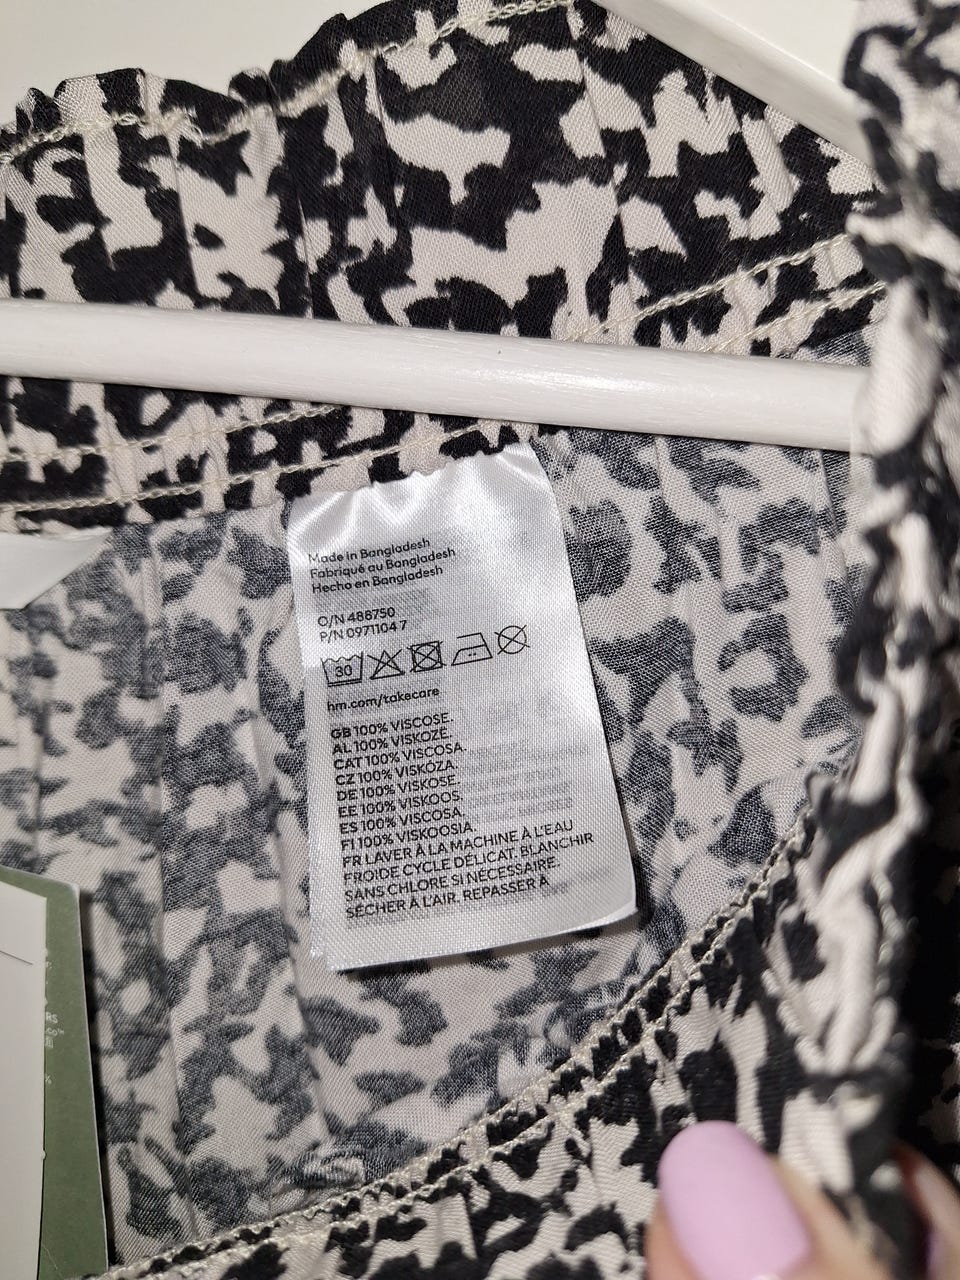 Made in Bangladesh
Fabriqué au Bangladesh
Hecho en Bangladesh
O/N 488750
P/N 0971104 7
30
hm.com/takecare
GB 100% VISCOSE.
AL 100% VISKOZË.
CAT 100% VISCOSA.
CZ 100% VISKÓZA.
DE 100% VISKOSE.
EE 100% VISKOOS.
ES 100% VISCOSA.
FI 100% VISKOOSIA.
FR LAVER À LA MACHINE À L'EAU
FROIDE CYCLE DÉLICAT. BLANCHIR
SANS CHLORE SI NÉCESSAIRE.
SÉCHER À L'AIR. REPASSER À
RS
%